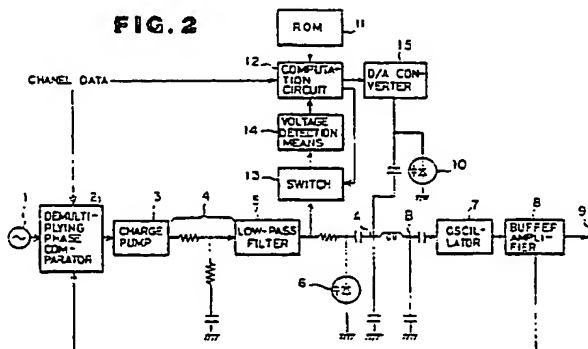 FIG. 2
ROM
11
12
15
COMPUTA-
TION
CIRCUIT
D/A CON-
VERTER
CHANEL DATA
14
VOLTAGE
DETECTION
MEANS
10
13
SWITCH
1
2
3
4
5
A
B
7
8
9
DEMULTI-
PLYING
PHASE
COM-
PARATOR
CHARGE
PUMP
LOW-PASS
FILTER
OSCIL-
LATOR
BUFFER
AMPLI-
FIER
6